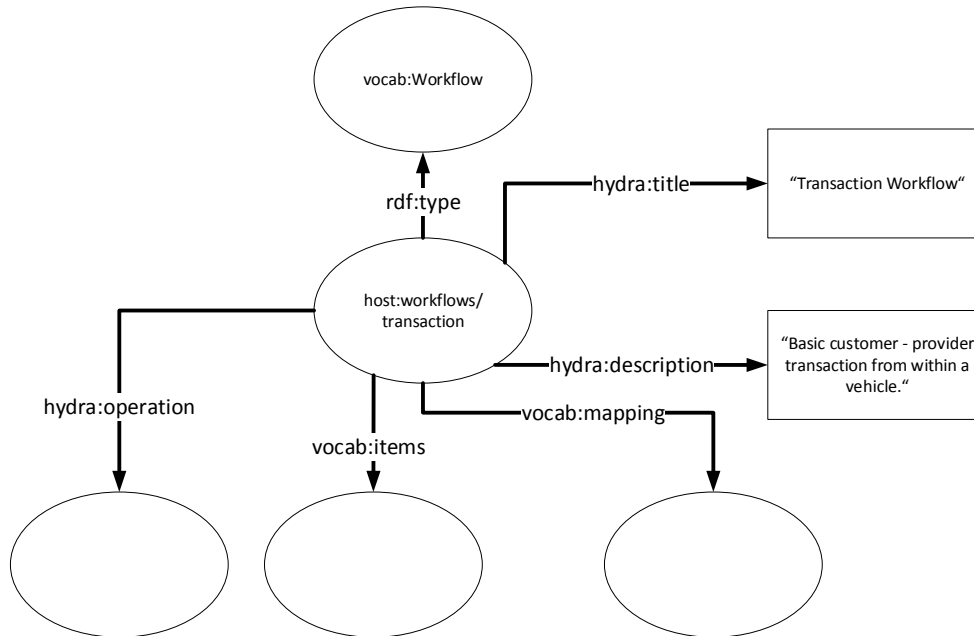 vocab:Workflow
hydra:title
“Transaction Workflow“
rdf:type
host:workflows/
transaction
“Basic customer - provider
transaction from within a
vehicle.“
hydra:description
hydra:operation
vocab:mapping
vocab:items